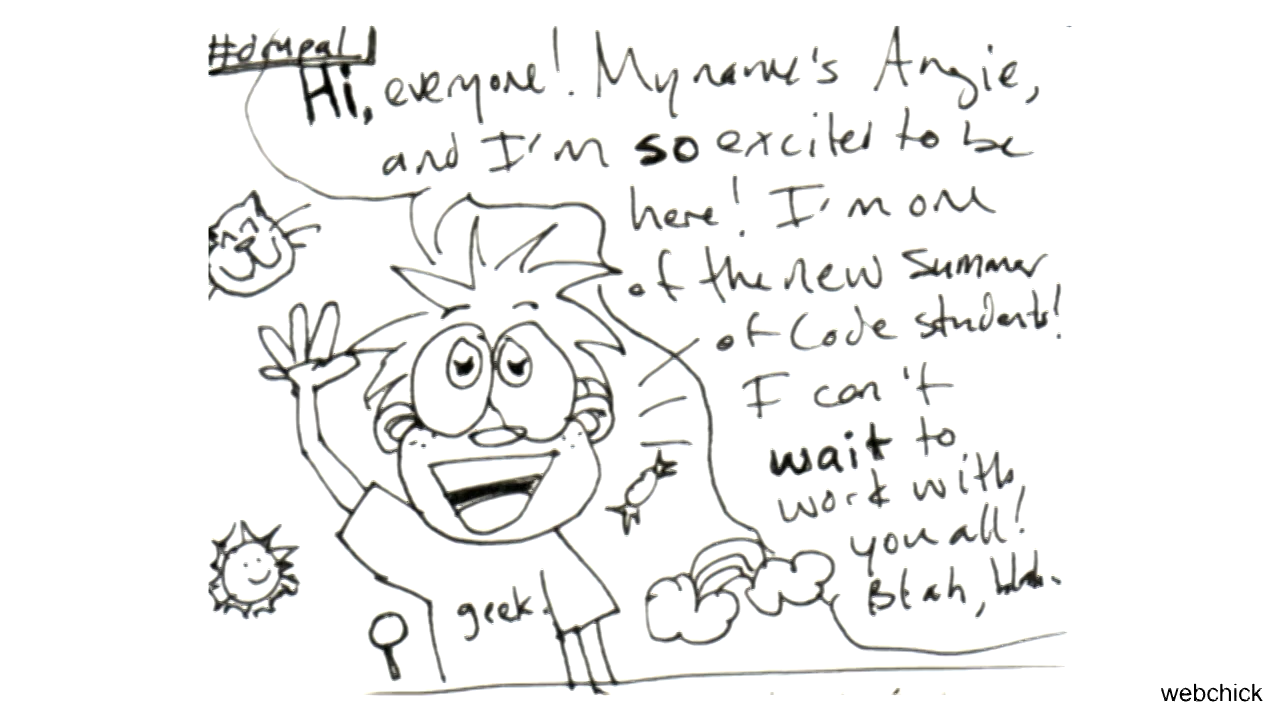 #drupal
Hi, everyone! My name's Angie,
and I'm so excited to be
here! I'm one
of the new Summer
of Code students!
I can't
wait to
work with
you all!
Blah, blah.
geek.
webchick